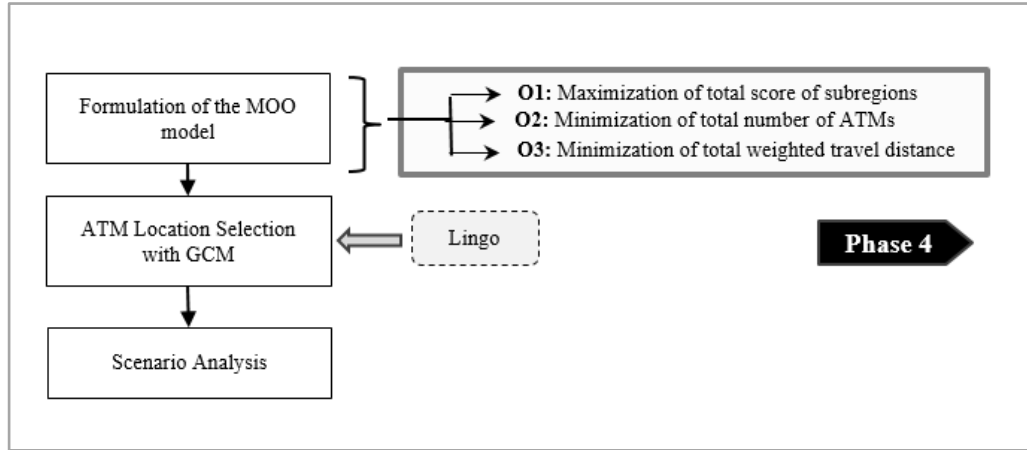 Formulation of the MOO
model
O1: Maximization of total score of subregions
O2: Minimization of total number of ATMs
O3: Minimization of total weighted travel distance
ATM Location Selection
with GCM
Lingo
Phase 4
Scenario Analysis